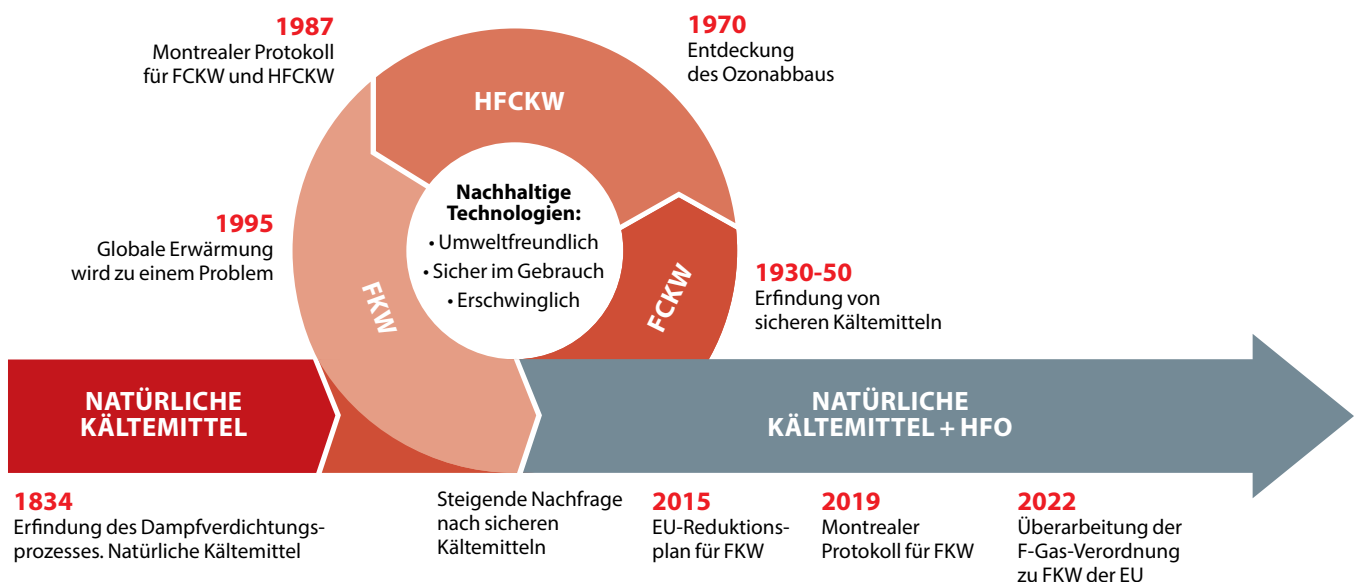 1987
Montrealer Protokoll
für FCKW und HFCKW
1970
Entdeckung
des Ozonabbaus
HFCKW
Nachhaltige
Technologien:
• Umweltfreundlich
• Sicher im Gebrauch
• Erschwinglich
1995
Globale Erwärmung
wird zu einem Problem
FKW
FCKW
1930-50
Erfindung von
sicheren Kältemitteln
NATÜRLICHE
KÄLTEMITTEL
NATÜRLICHE
KÄLTEMITTEL + HFO
1834
Erfindung des Dampfverdichtungs-
prozesses. Natürliche Kältemittel
Steigende Nachfrage
nach sicheren
Kältemitteln
2015
EU-Reduktions-
plan für FKW
2019
Montrealer
Protokoll für FKW
2022
Überarbeitung der
F-Gas-Verordnung
zu FKW der EU